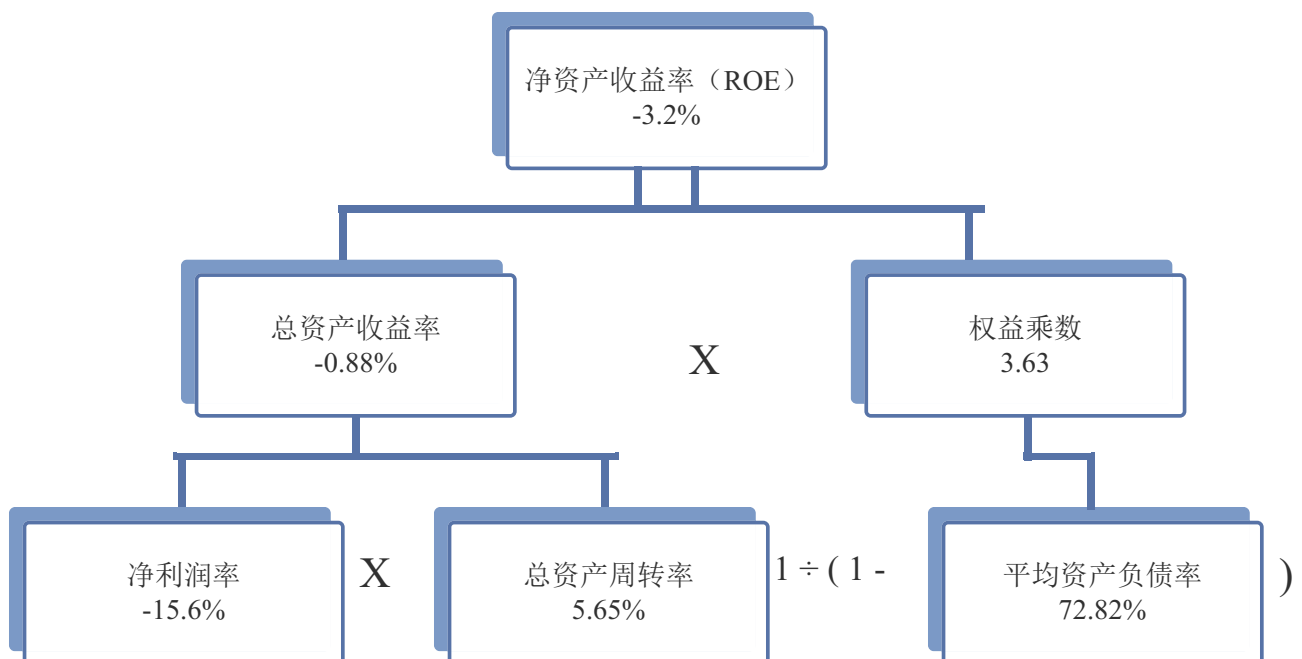 净资产收益率（ROE）
-3.2%
总资产收益率
-0.88%
X
权益乘数
3.63
净利润率
-15.6%
X
总资产周转率
5.65%
1 ÷ ( 1 -
平均资产负债率
72.82%
)